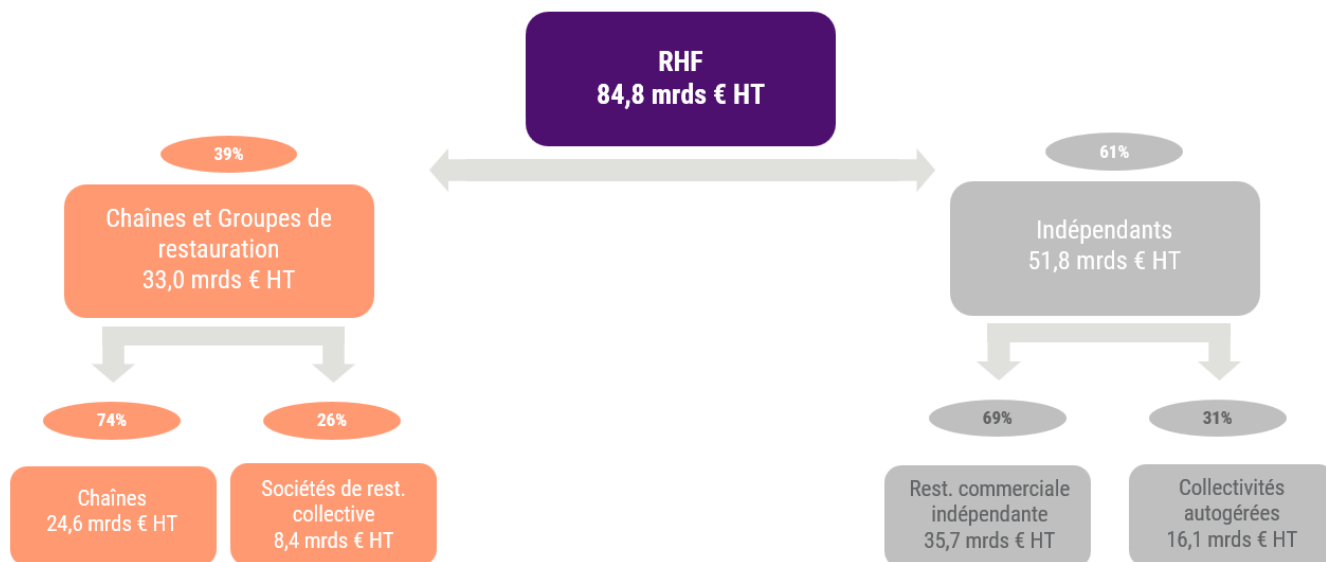 RHF
84,8 mrds € HT
39%
61%
Chaînes et Groupes de
restauration
33,0 mrds € HT
Indépendants
51,8 mrds € HT
74%
26%
69%
31%
Chaînes
24,6 mrds € HT
Sociétés de rest.
collective
8,4 mrds € HT
Rest. commerciale
indépendante
35,7 mrds € HT
Collectivités
autogérées
16,1 mrds € HT